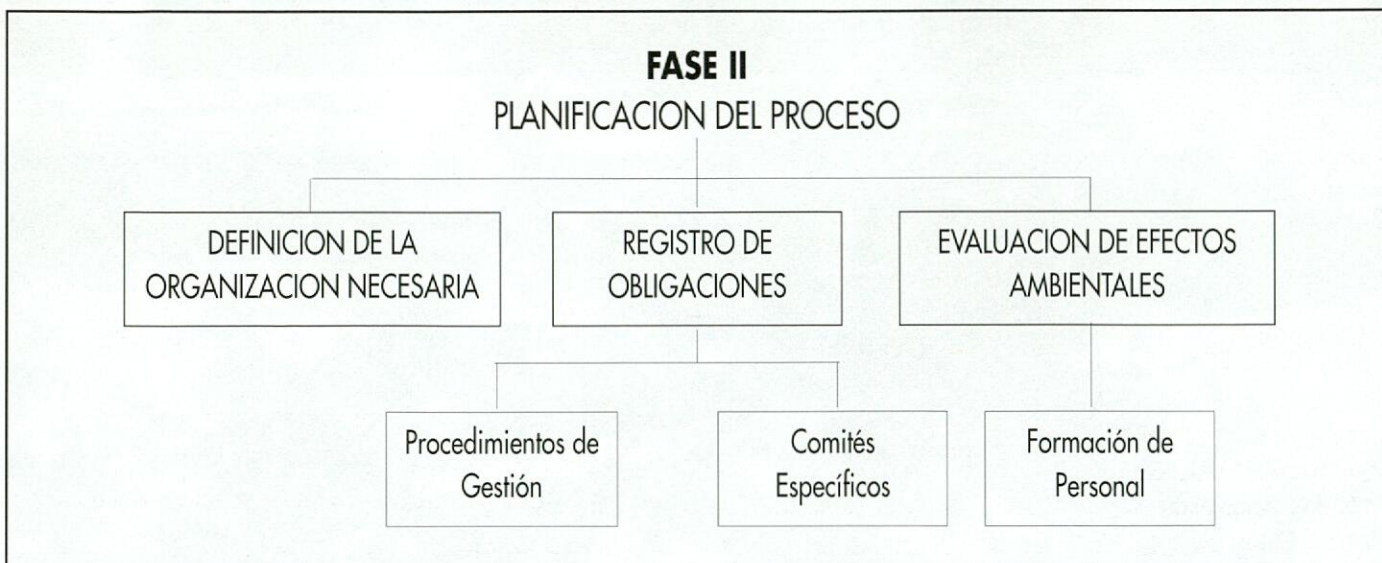 FASE II
PLANIFICACION DEL PROCESO
DEFINICION DE LA
ORGANIZACION NECESARIA
REGISTRO DE
OBLIGACIONES
EVALUACION DE EFECTOS
AMBIENTALES
Procedimientos de
Gestión
Comités
Específicos
Formación de
Personal